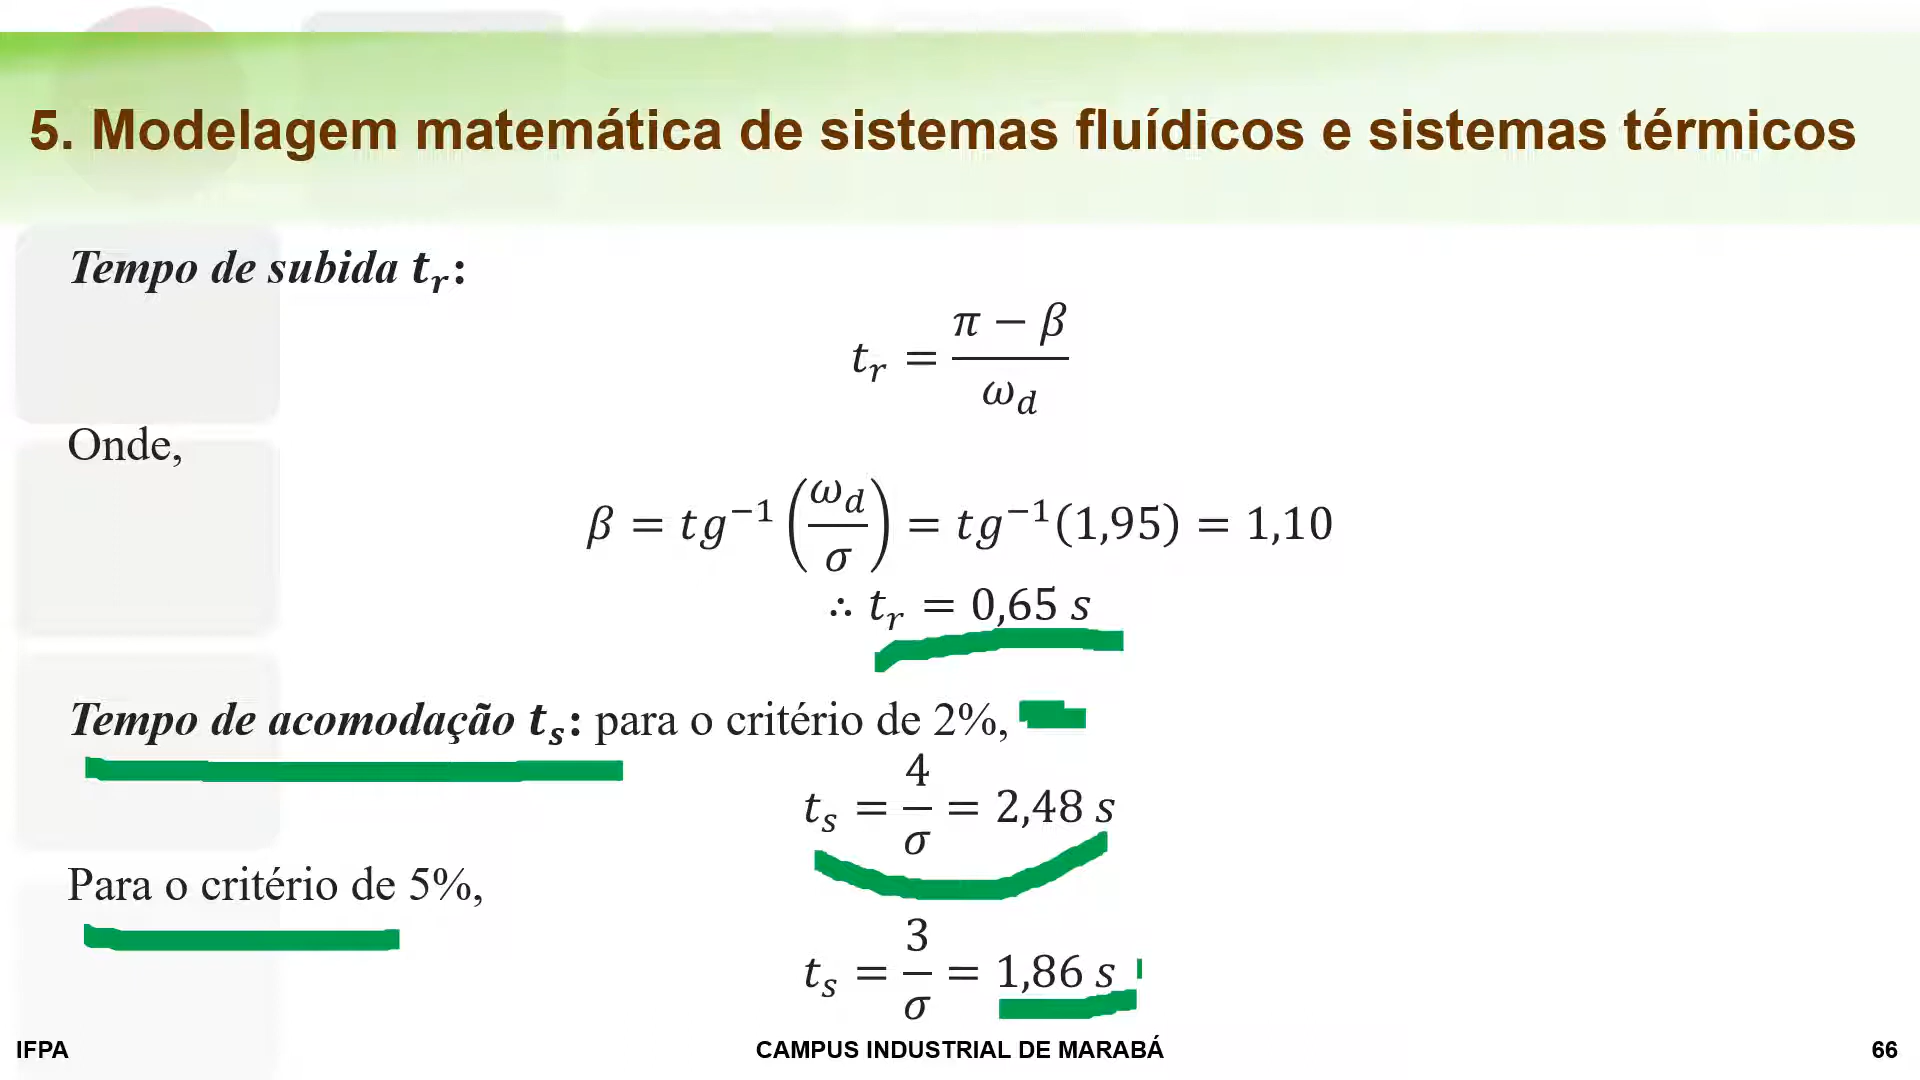 5. Modelagem matemática de sistemas fluídicos e sistemas térmicos
Tempo de subida t_r:
t_r = (π − β)/ω_d
Onde,
β = tg⁻¹(ω_d/σ) = tg⁻¹(1,95) = 1,10
∴ t_r = 0,65 s
Tempo de acomodação t_s: para o critério de 2%,
t_s = 4/σ = 2,48 s
Para o critério de 5%,
t_s = 3/σ = 1,86 s
IFPA CAMPUS INDUSTRIAL DE MARABÁ 66